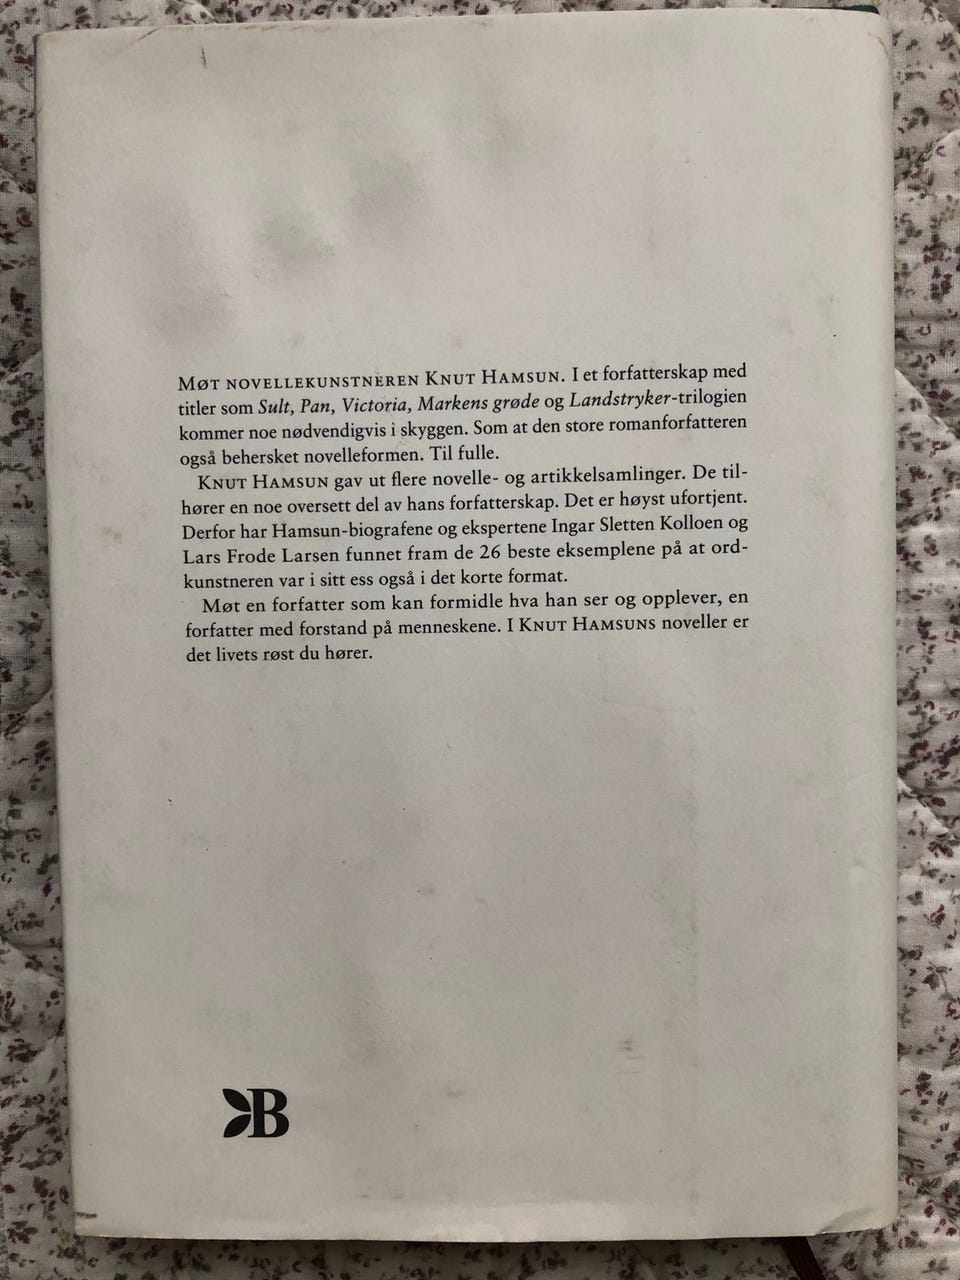 MØT NOVELLEKUNSTNEREN KNUT HAMSUN. I et forfatterskap med
titler som Sult, Pan, Victoria, Markens grøde og Landstryker-trilogien
kommer noe nødvendigvis i skyggen. Som at den store romanforfatteren
også behersket novelleformen. Til fulle.
KNUT HAMSUN gav ut flere novelle- og artikkelsamlinger. De til-
hører en noe oversett del av hans forfatterskap. Det er høyst ufortjent.
Derfor har Hamsun-biografene og ekspertene Ingar Sletten Kolloen og
Lars Frode Larsen funnet fram de 26 beste eksemplene på at ord-
kunstneren var i sitt ess også i det korte format.
Møt en forfatter som kan formidle hva han ser og opplever, en
forfatter med forstand på menneskene. I KNUT HAMSUNS noveller er
det livets røst du hører.
B